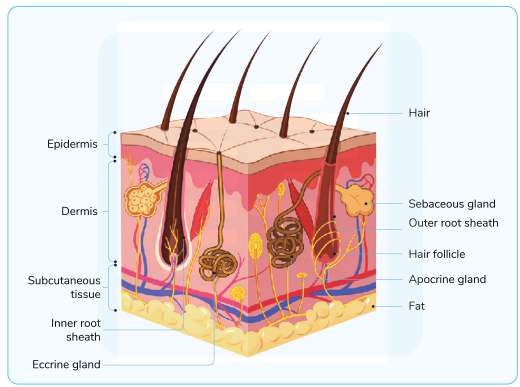 Hair
Epidermis
Sebaceous gland
Dermis
Outer root sheath
Hair follicle
Subcutaneous
tissue
Apocrine gland
Fat
Inner root
sheath
Eccrine gland